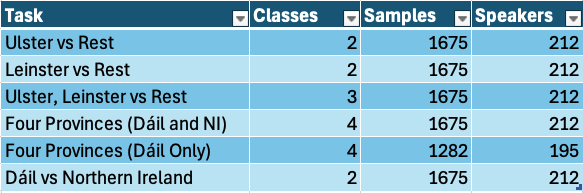 Task Classes Samples Speakers
Ulster vs Rest 2 1675 212
Leinster vs Rest 2 1675 212
Ulster, Leinster vs Rest 3 1675 212
Four Provinces (Dáil and NI) 4 1675 212
Four Provinces (Dáil Only) 4 1282 195
Dáil vs Northern Ireland 2 1675 212